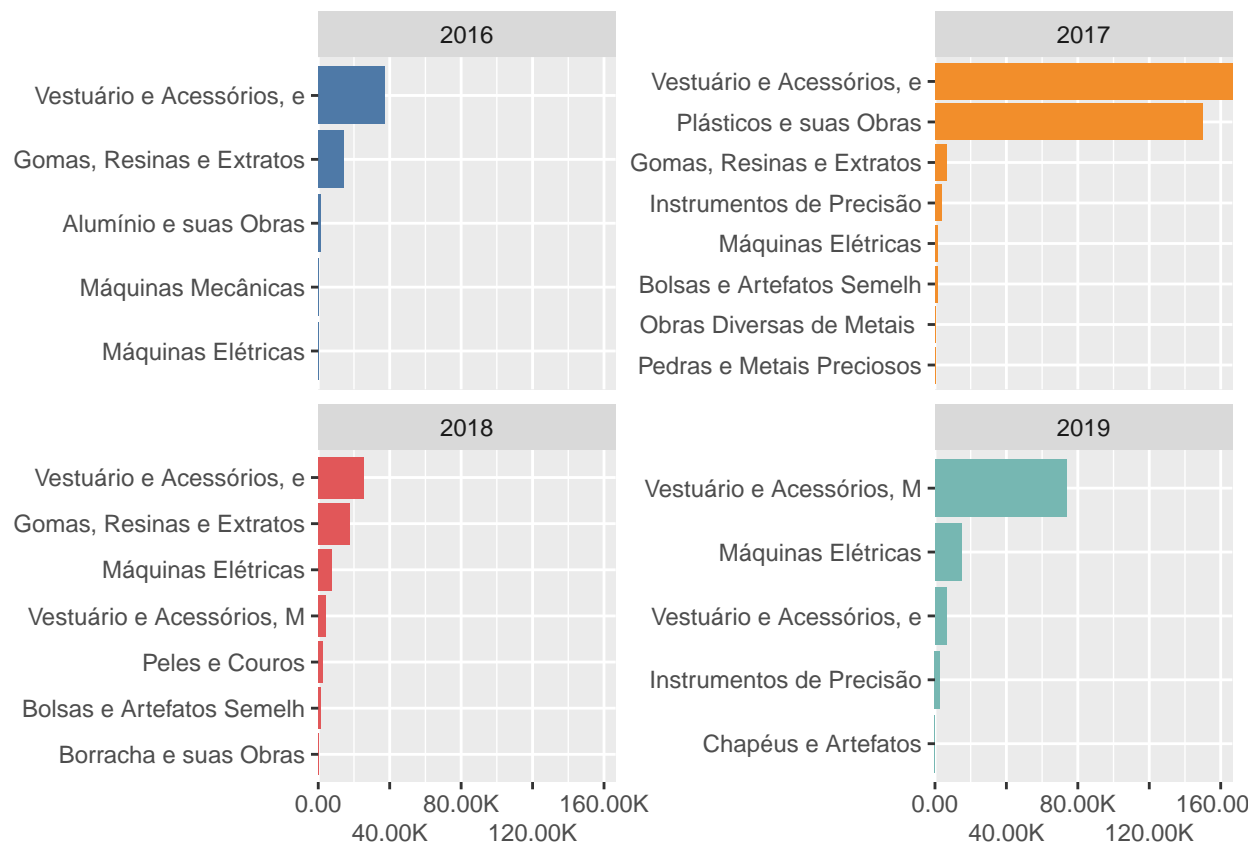 2016
Vestuário e Acessórios, e
Gomas, Resinas e Extratos
Alumínio e suas Obras
Máquinas Mecânicas
Máquinas Elétricas
2017
Vestuário e Acessórios, e
Plásticos e suas Obras
Gomas, Resinas e Extratos
Instrumentos de Precisão
Máquinas Elétricas
Bolsas e Artefatos Semelh
Obras Diversas de Metais
Pedras e Metais Preciosos
2018
Vestuário e Acessórios, e
Gomas, Resinas e Extratos
Máquinas Elétricas
Vestuário e Acessórios, M
Peles e Couros
Bolsas e Artefatos Semelh
Borracha e suas Obras
0.00 80.00K 160.00K
40.00K 120.00K
2019
Vestuário e Acessórios, M
Máquinas Elétricas
Vestuário e Acessórios, e
Instrumentos de Precisão
Chapéus e Artefatos
0.00 80.00K 160.00
40.00K 120.00K